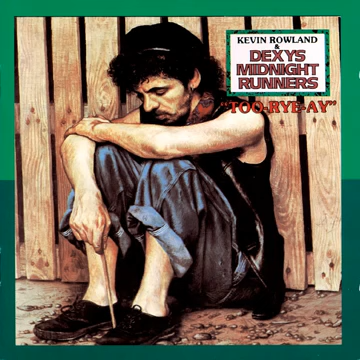 KEVIN ROWLAND
&
DEXYS
MIDNIGHT
RUNNERS
"TOO-RYE-AY"